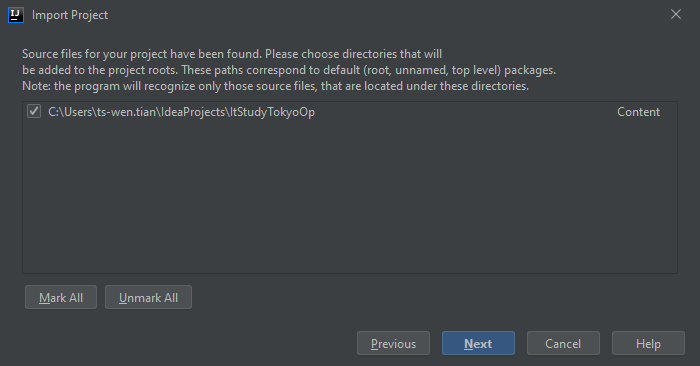 IJ
Import Project
Source files for your project have been found. Please choose directories that will
be added to the project roots. These paths correspond to default (root, unnamed, top level) packages.
Note: the program will recognize only those source files, that are located under these directories.
C:\Users\ts-wen.tian\IdeaProjects\ItStudyTokyoOp Content
Mark All Unmark All
Previous Next Cancel Help